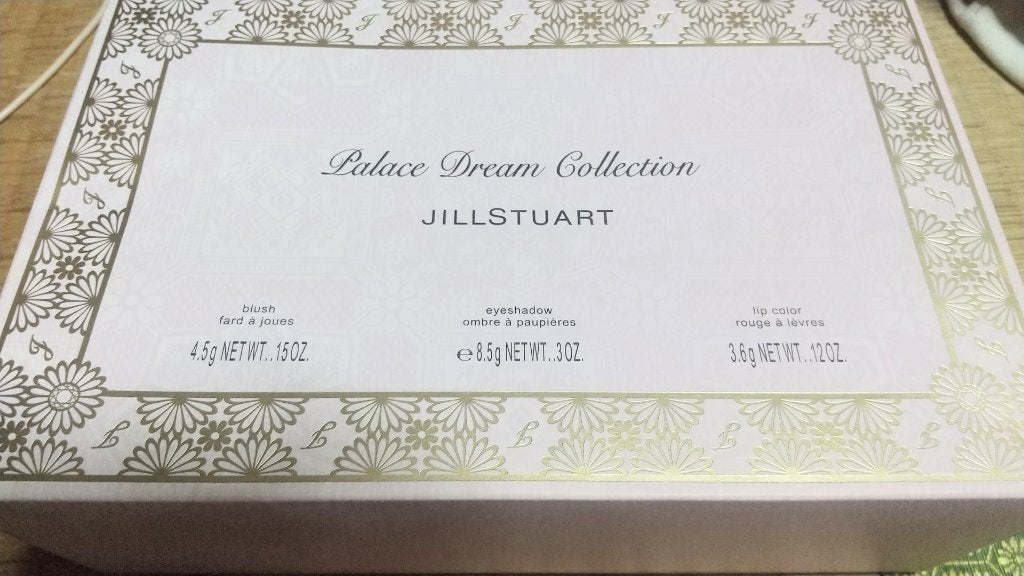 Palace Dream Collection
JILLSTUART
blush
fard à joues
4.5g NET WT. .15 OZ.
eyeshadow
ombre à paupières
℮ 8.5g NET WT. .3 OZ.
lip color
rouge à lèvres
3.6g NET WT. .12 OZ.